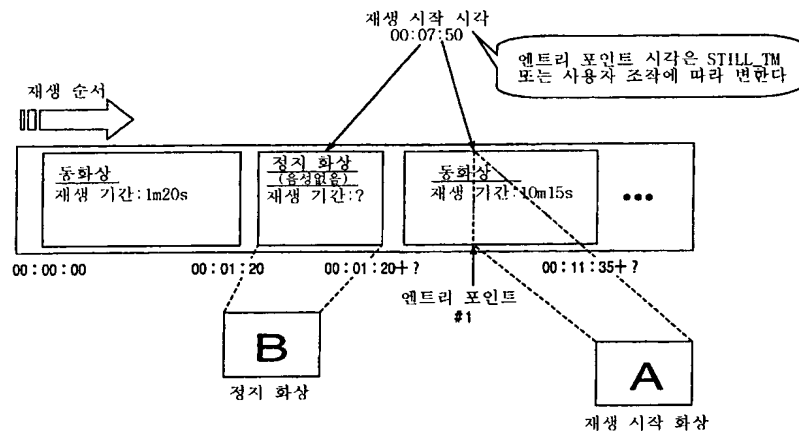 재생 시작 시각
00:07:50
엔트리 포인트 시각은 STILL_TM
또는 사용자 조작에 따라 변한다
재생 순서
동화상
재생 기간:1m20s
정지 화상
(음성없음)
재생 기간:?
동화상
재생 기간:10m15s
•••
00:00:00
00:01:20
00:01:20+?
00:11:35+?
엔트리 포인트
#1
B
정지 화상
A
재생 시작 화상